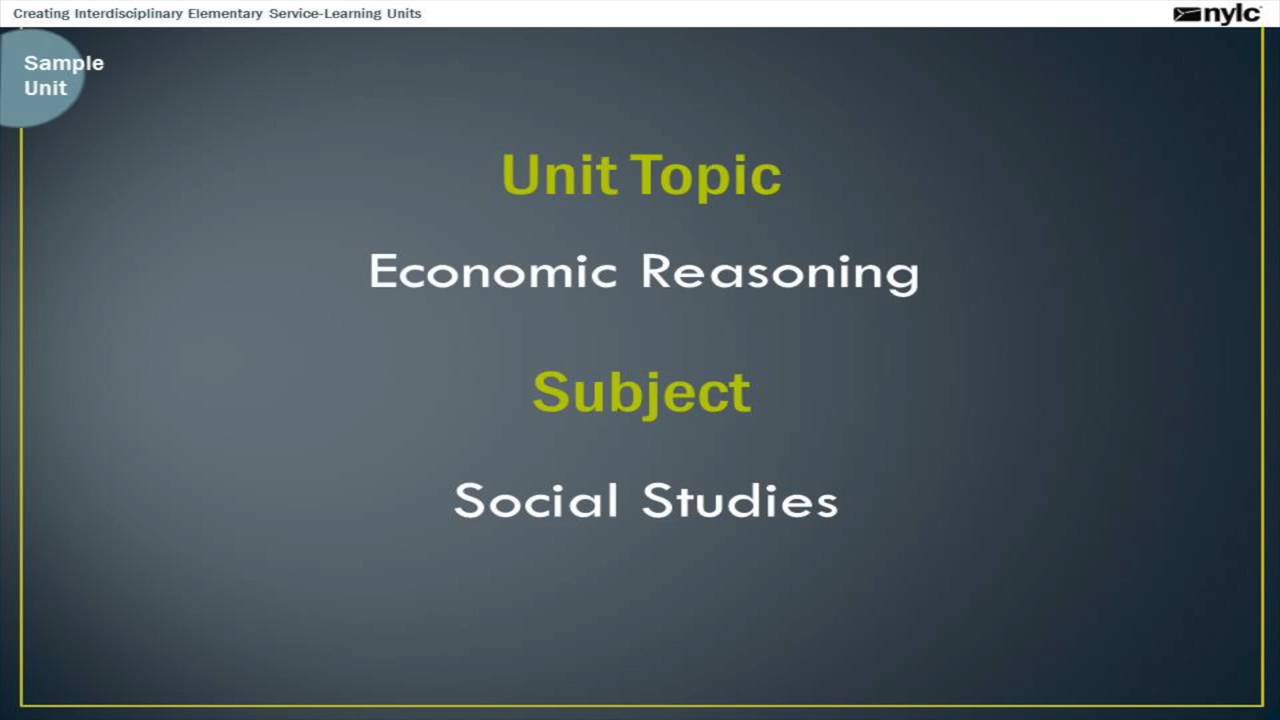 Creating Interdisciplinary Elementary Service-Learning Units
nylc
Sample
Unit
Unit Topic
Economic Reasoning
Subject
Social Studies